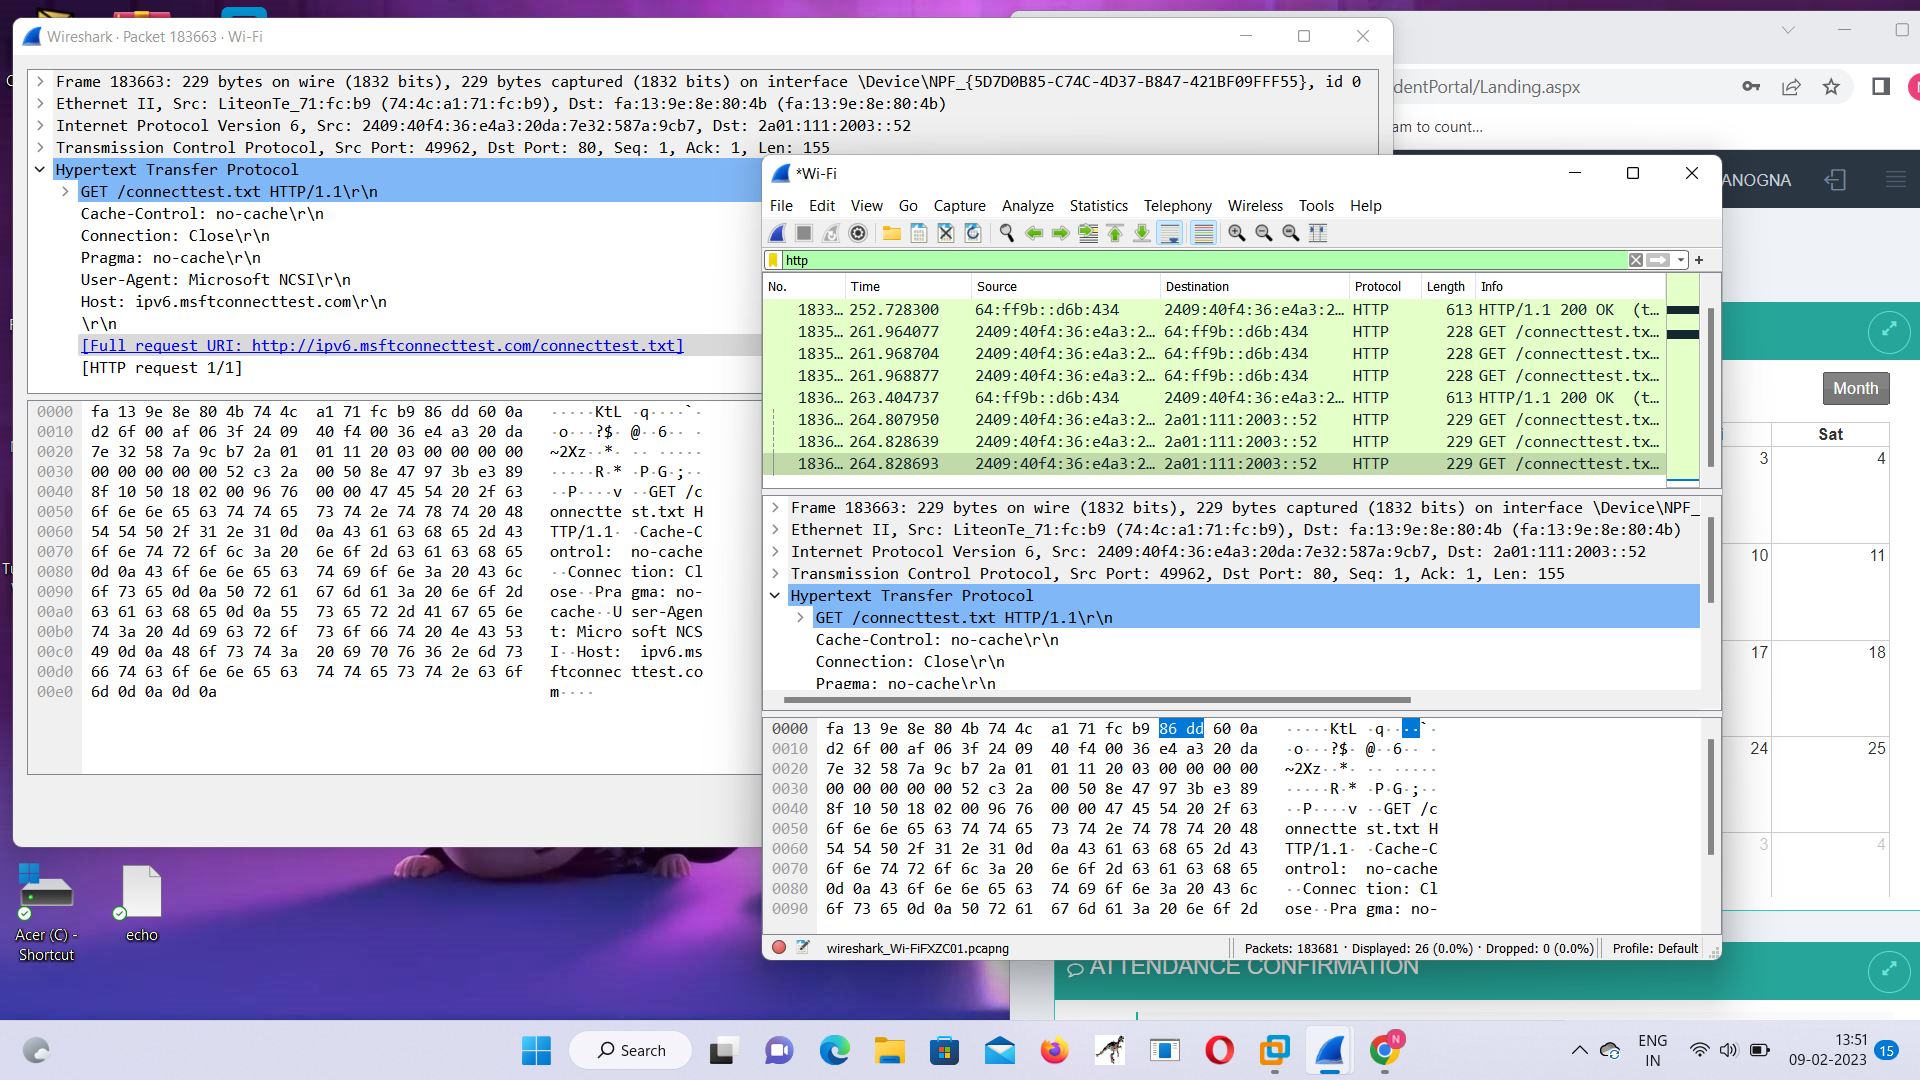 Wireshark · Packet 183663 · Wi-Fi
Frame 183663: 229 bytes on wire (1832 bits), 229 bytes captured (1832 bits) on interface \Device\NPF_{5D7D0B85-C74C-4D37-B847-421BF09FFF55}, id 0
Ethernet II, Src: LiteonTe_71:fc:b9 (74:4c:a1:71:fc:b9), Dst: fa:13:9e:8e:80:4b (fa:13:9e:8e:80:4b)
Internet Protocol Version 6, Src: 2409:40f4:36:e4a3:20da:7e32:587a:9cb7, Dst: 2a01:111:2003::52
Transmission Control Protocol, Src Port: 49962, Dst Port: 80, Seq: 1, Ack: 1, Len: 155
Hypertext Transfer Protocol
GET /connecttest.txt HTTP/1.1\r\n
Cache-Control: no-cache\r\n
Connection: Close\r\n
Pragma: no-cache\r\n
User-Agent: Microsoft NCSI\r\n
Host: ipv6.msftconnecttest.com\r\n
\r\n
[Full request URI: http://ipv6.msftconnecttest.com/connecttest.txt]
[HTTP request 1/1]
0000 fa 13 9e 8e 80 4b 74 4c a1 71 fc b9 86 dd 60 0a ·····KtL ·q····`·
0010 d2 6f 00 af 06 3f 24 09 40 f4 00 36 e4 a3 20 da ·o···?$· @··6·· ·
0020 7e 32 58 7a 9c b7 2a 01 01 11 20 03 00 00 00 00 ~2Xz··*· ·· ·····
0030 00 00 00 00 00 52 c3 2a 00 50 8e 47 97 3b e3 89 ·····R·* ·P·G·;··
0040 8f 10 50 18 02 00 96 76 00 00 47 45 54 20 2f 63 ··P····v ··GET /c
0050 6f 6e 6e 65 63 74 74 65 73 74 2e 74 78 74 20 48 onnectte st.txt H
0060 54 54 50 2f 31 2e 31 0d 0a 43 61 63 68 65 2d 43 TTP/1.1· ·Cache-C
0070 6f 6e 74 72 6f 6c 3a 20 6e 6f 2d 63 61 63 68 65 ontrol: no-cache
0080 0d 0a 43 6f 6e 6e 65 63 74 69 6f 6e 3a 20 43 6c ··Connec tion: Cl
0090 6f 73 65 0d 0a 50 72 61 67 6d 61 3a 20 6e 6f 2d ose··Pra gma: no-
00a0 63 61 63 68 65 0d 0a 55 73 65 72 2d 41 67 65 6e cache··U ser-Agen
00b0 74 3a 20 4d 69 63 72 6f 73 6f 66 74 20 4e 43 53 t: Micro soft NCS
00c0 49 0d 0a 48 6f 73 74 3a 20 69 70 76 36 2e 6d 73 I··Host: ipv6.ms
00d0 66 74 63 6f 6e 6e 65 63 74 74 65 73 74 2e 63 6f ftconnec ttest.co
00e0 6d 0d 0a 0d 0a m····
dentPortal/Landing.aspx
am to count...
ANOGNA
Month
Sat
3 4
10 11
17 18
24 25
3 4
*Wi-Fi
File Edit View Go Capture Analyze Statistics Telephony Wireless Tools Help
http
No. Time Source Destination Protocol Length Info
1833… 252.728300 64:ff9b::d6b:434 2409:40f4:36:e4a3:2… HTTP 613 HTTP/1.1 200 OK (t…
1835… 261.964077 2409:40f4:36:e4a3:2… 64:ff9b::d6b:434 HTTP 228 GET /connecttest.tx…
1835… 261.968704 2409:40f4:36:e4a3:2… 64:ff9b::d6b:434 HTTP 228 GET /connecttest.tx…
1835… 261.968877 2409:40f4:36:e4a3:2… 64:ff9b::d6b:434 HTTP 228 GET /connecttest.tx…
1836… 263.404737 64:ff9b::d6b:434 2409:40f4:36:e4a3:2… HTTP 613 HTTP/1.1 200 OK (t…
1836… 264.807950 2409:40f4:36:e4a3:2… 2a01:111:2003::52 HTTP 229 GET /connecttest.tx…
1836… 264.828639 2409:40f4:36:e4a3:2… 2a01:111:2003::52 HTTP 229 GET /connecttest.tx…
1836… 264.828693 2409:40f4:36:e4a3:2… 2a01:111:2003::52 HTTP 229 GET /connecttest.tx…
Frame 183663: 229 bytes on wire (1832 bits), 229 bytes captured (1832 bits) on interface \Device\NPF_
Ethernet II, Src: LiteonTe_71:fc:b9 (74:4c:a1:71:fc:b9), Dst: fa:13:9e:8e:80:4b (fa:13:9e:8e:80:4b)
Internet Protocol Version 6, Src: 2409:40f4:36:e4a3:20da:7e32:587a:9cb7, Dst: 2a01:111:2003::52
Transmission Control Protocol, Src Port: 49962, Dst Port: 80, Seq: 1, Ack: 1, Len: 155
Hypertext Transfer Protocol
GET /connecttest.txt HTTP/1.1\r\n
Cache-Control: no-cache\r\n
Connection: Close\r\n
Pragma: no-cache\r\n
0000 fa 13 9e 8e 80 4b 74 4c a1 71 fc b9 86 dd 60 0a ·····KtL ·q····`·
0010 d2 6f 00 af 06 3f 24 09 40 f4 00 36 e4 a3 20 da ·o···?$· @··6·· ·
0020 7e 32 58 7a 9c b7 2a 01 01 11 20 03 00 00 00 00 ~2Xz··*· ·· ·····
0030 00 00 00 00 00 52 c3 2a 00 50 8e 47 97 3b e3 89 ·····R·* ·P·G·;··
0040 8f 10 50 18 02 00 96 76 00 00 47 45 54 20 2f 63 ··P····v ··GET /c
0050 6f 6e 6e 65 63 74 74 65 73 74 2e 74 78 74 20 48 onnectte st.txt H
0060 54 54 50 2f 31 2e 31 0d 0a 43 61 63 68 65 2d 43 TTP/1.1· ·Cache-C
0070 6f 6e 74 72 6f 6c 3a 20 6e 6f 2d 63 61 63 68 65 ontrol: no-cache
0080 0d 0a 43 6f 6e 6e 65 63 74 69 6f 6e 3a 20 43 6c ··Connec tion: Cl
0090 6f 73 65 0d 0a 50 72 61 67 6d 61 3a 20 6e 6f 2d ose··Pra gma: no-
wireshark_Wi-FiFXZC01.pcapng Packets: 183681 · Displayed: 26 (0.0%) · Dropped: 0 (0.0%) Profile: Default
ATTENDANCE CONFIRMATION
Acer (C) - Shortcut
echo
Search
N
ENG
IN
13:51
09-02-2023
15